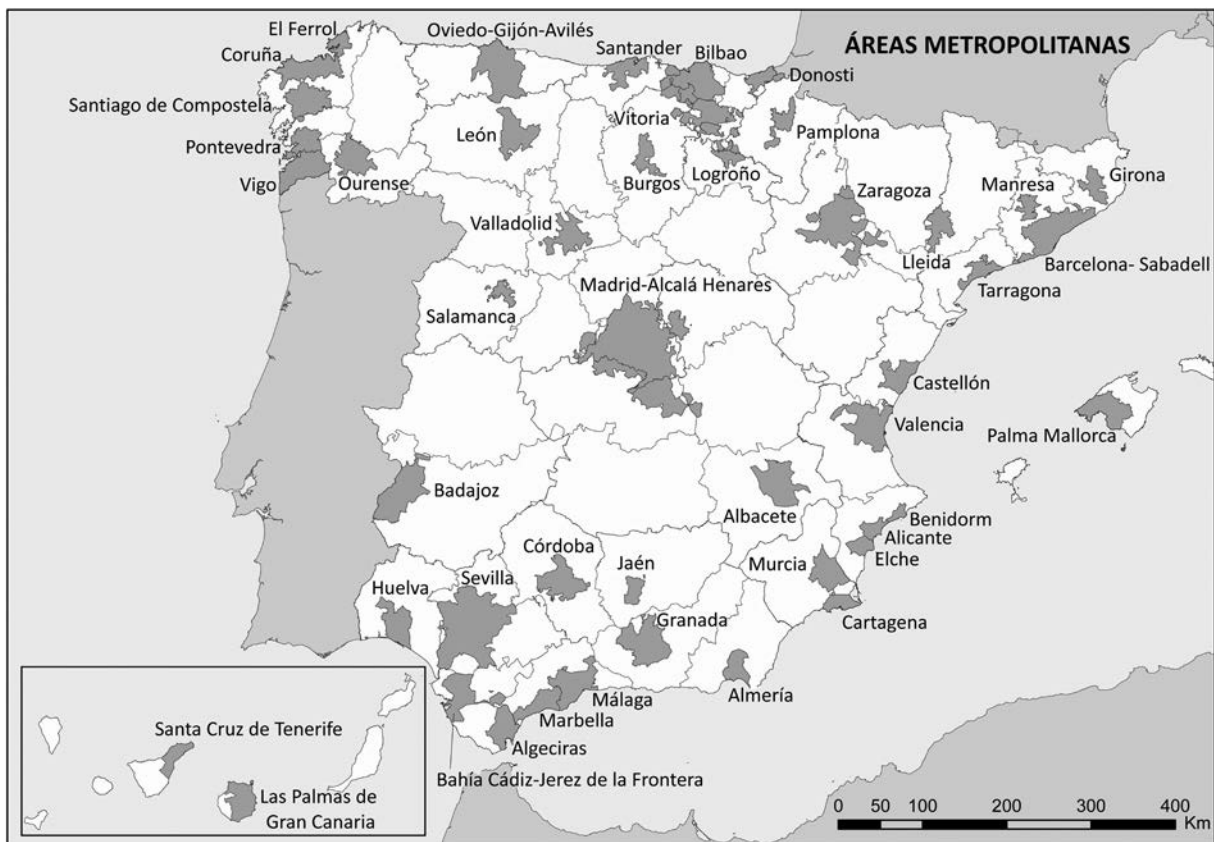 ÁREAS METROPOLITANAS
El Ferrol
Oviedo-Gijón-Avilés
Coruña
Santander
Bilbao
Donosti
Santiago de Compostela
León
Vitoria
Pamplona
Pontevedra
Vigo
Ourense
Burgos
Logroño
Zaragoza
Manresa
Girona
Valladolid
Lleida
Barcelona- Sabadell
Tarragona
Madrid-Alcalá Henares
Salamanca
Castellón
Valencia
Palma Mallorca
Badajoz
Albacete
Benidorm
Alicante
Elche
Córdoba
Jaén
Murcia
Huelva
Sevilla
Granada
Cartagena
Almería
Málaga
Marbella
Algeciras
Bahía Cádiz-Jerez de la Frontera
Santa Cruz de Tenerife
Las Palmas de
Gran Canaria
0 50 100 200 300 400
Km